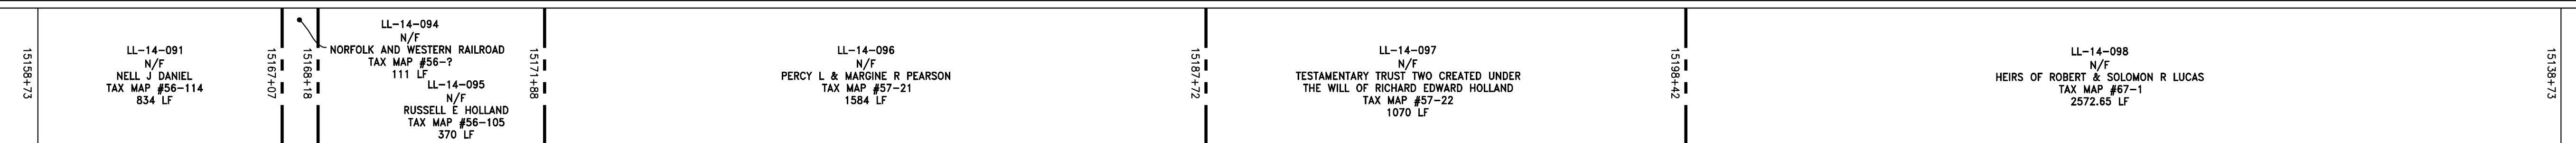 15158+73
LL-14-091
N/F
NELL J DANIEL
TAX MAP #56-114
834 LF
15167+07
15168+18
LL-14-094
N/F
NORFOLK AND WESTERN RAILROAD
TAX MAP #56-?
111 LF
LL-14-095
N/F
RUSSELL E HOLLAND
TAX MAP #56-105
370 LF
15171+88
LL-14-096
N/F
PERCY L & MARGINE R PEARSON
TAX MAP #57-21
1584 LF
15187+72
LL-14-097
N/F
TESTAMENTARY TRUST TWO CREATED UNDER
THE WILL OF RICHARD EDWARD HOLLAND
TAX MAP #57-22
1070 LF
15198+42
LL-14-098
N/F
HEIRS OF ROBERT & SOLOMON R LUCAS
TAX MAP #67-1
2572.65 LF
15138+73